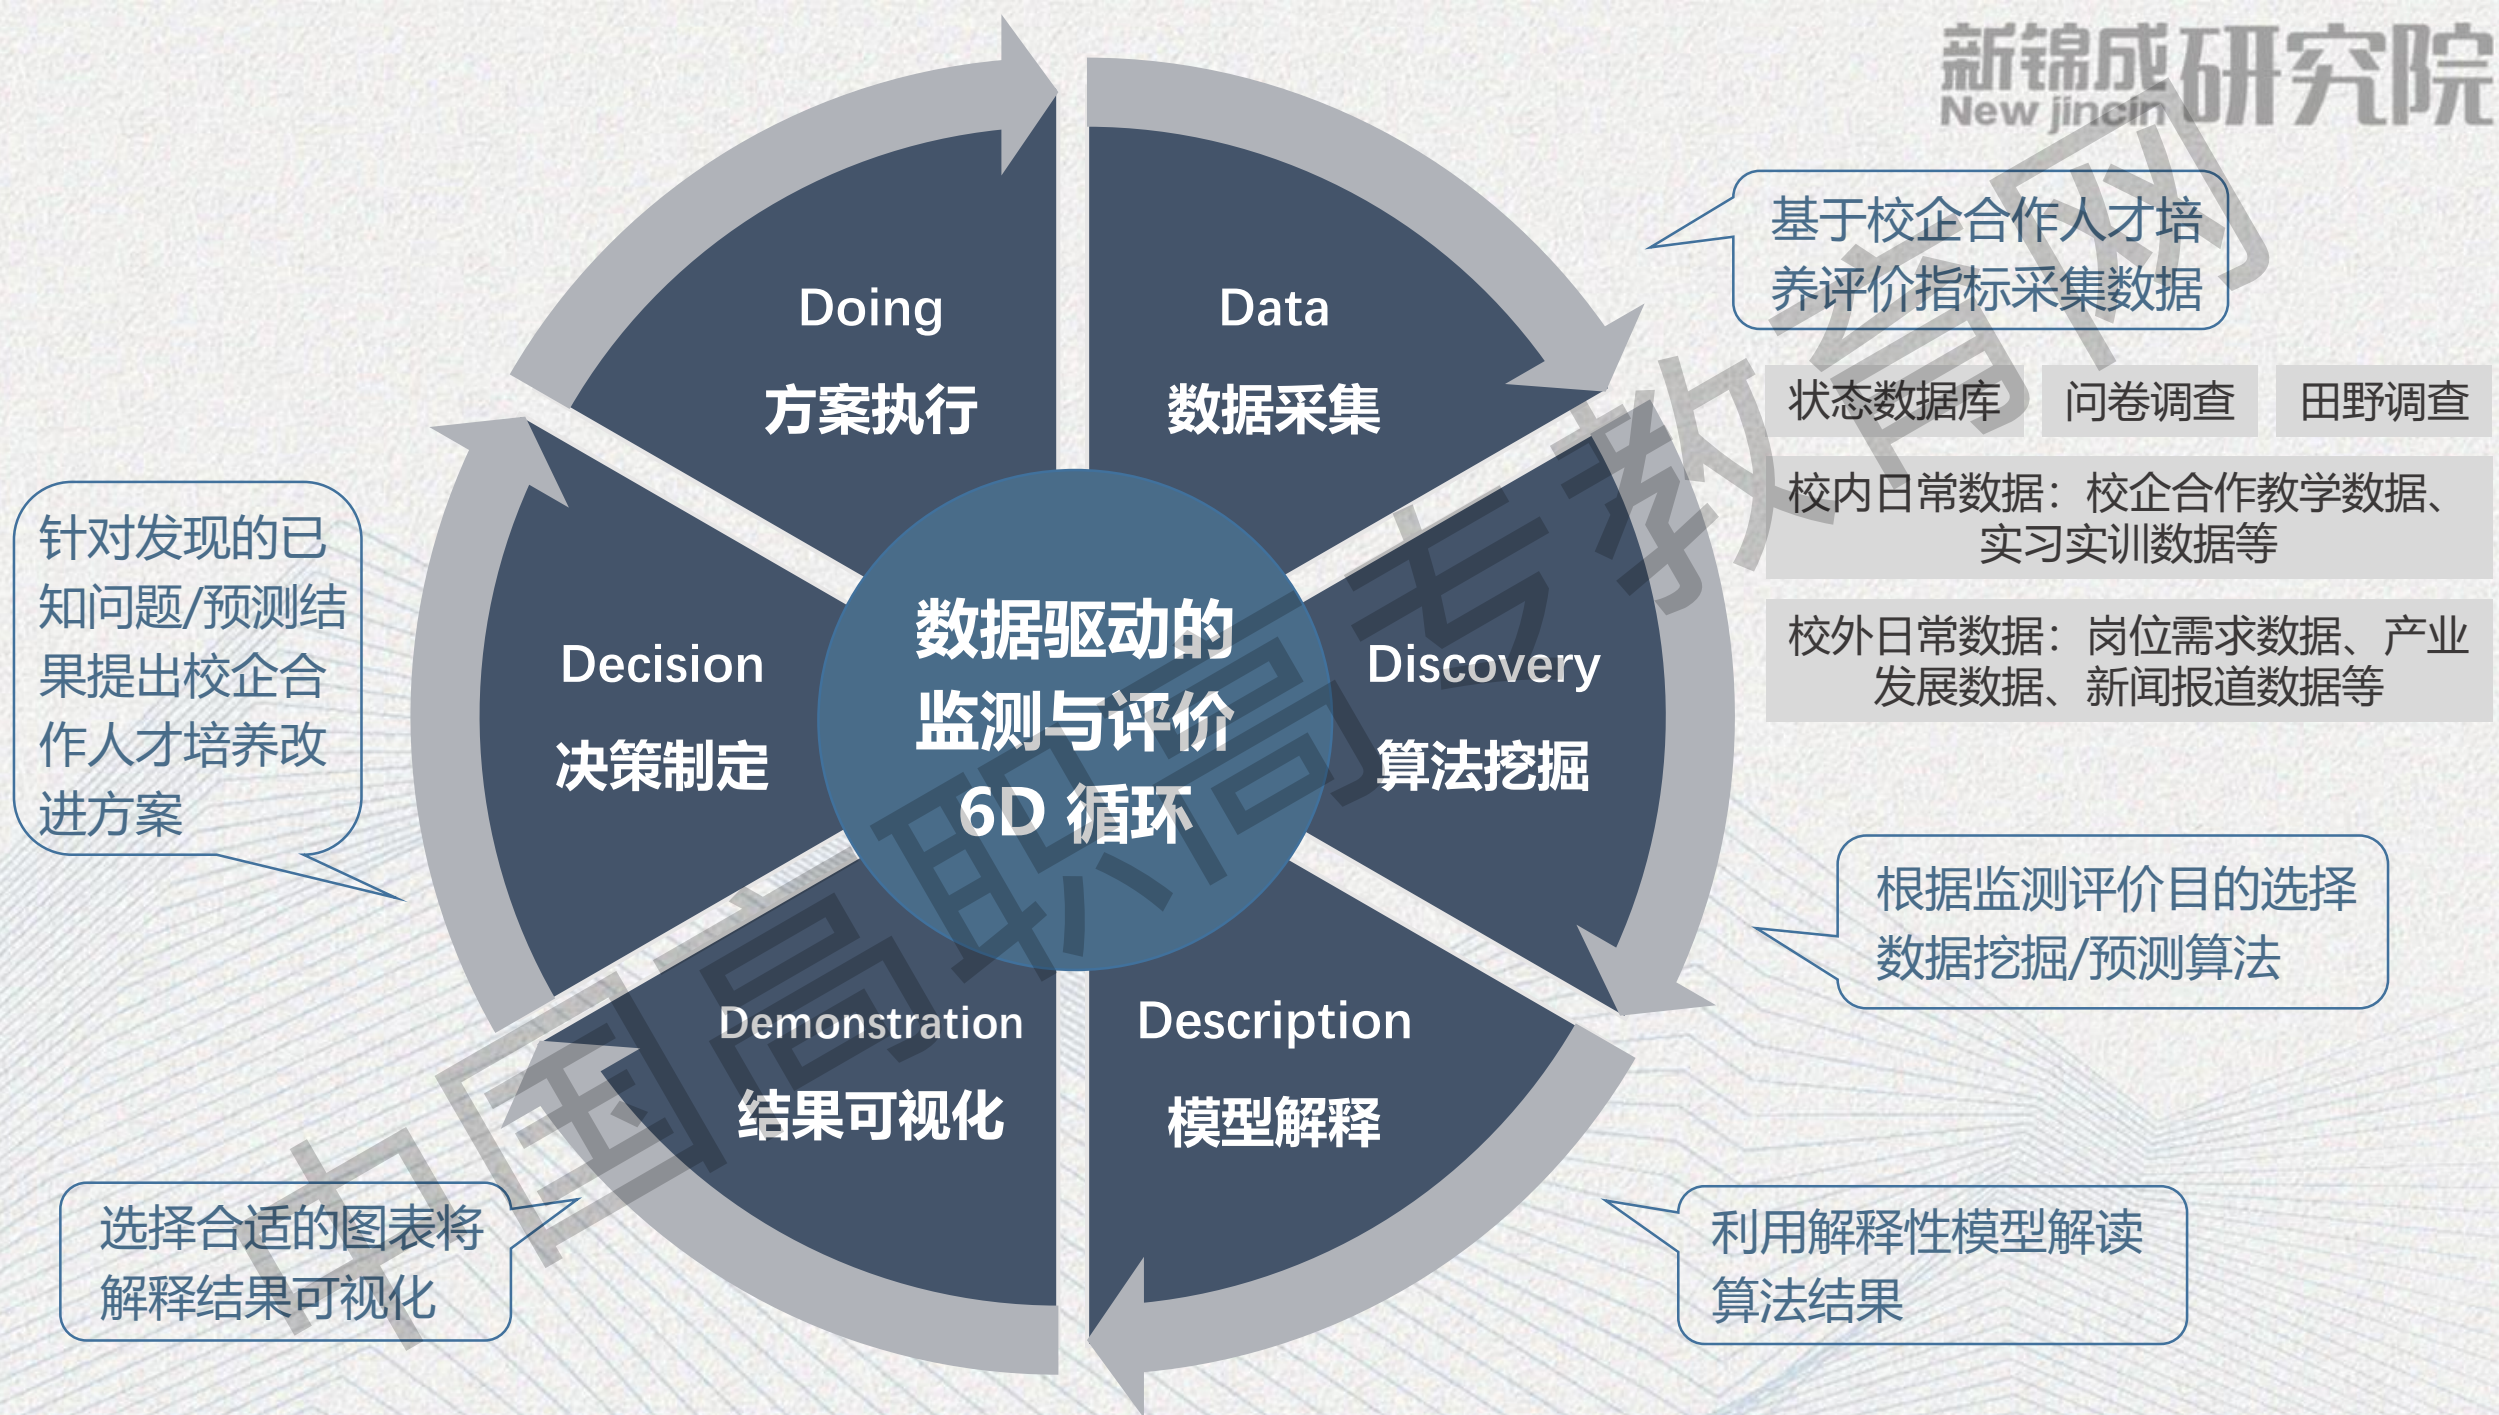 新锦成研究院
New jincin
Doing
方案执行
Data
数据采集
基于校企合作人才培
养评价指标采集数据
状态数据库
问卷调查
田野调查
校内日常数据：校企合作教学数据、
实习实训数据等
校外日常数据：岗位需求数据、产业
发展数据、新闻报道数据等
针对发现的已
知问题/预测结
果提出校企合
作人才培养改
进方案
Decision
决策制定
数据驱动的
监测与评价
6D 循环
Discovery
算法挖掘
根据监测评价目的选择
数据挖掘/预测算法
Demonstration
结果可视化
Description
模型解释
选择合适的图表将
解释结果可视化
利用解释性模型解读
算法结果
中国高职高专教育网